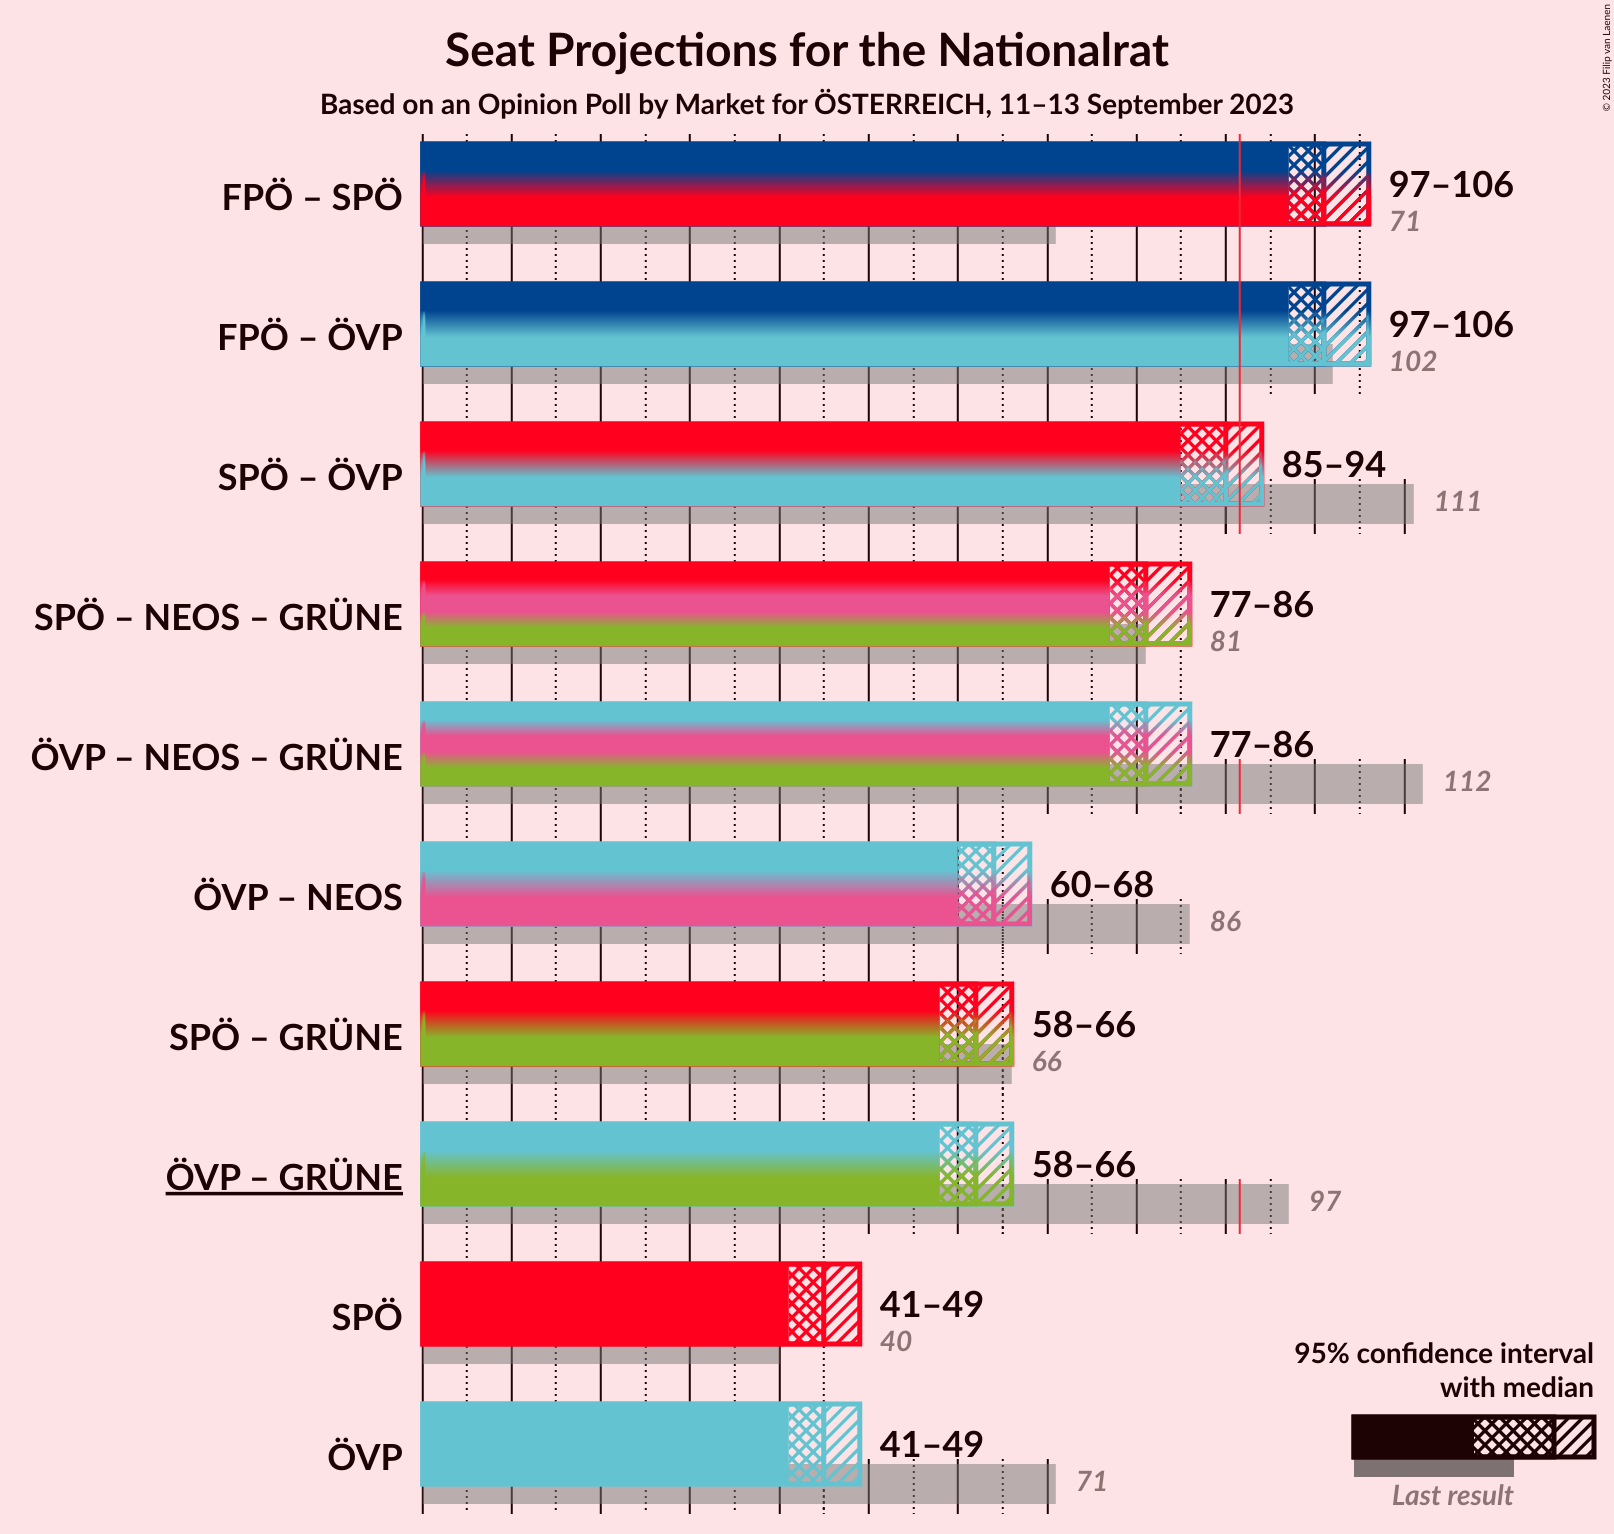 Seat Projections for the Nationalrat
Based on an Opinion Poll by Market for ÖSTERREICH, 11–13 September 2023
© 2023 Filip van Laenen
FPÖ – SPÖ
97–106
71
FPÖ – ÖVP
97–106
102
SPÖ – ÖVP
85–94
111
SPÖ – NEOS – GRÜNE
77–86
81
ÖVP – NEOS – GRÜNE
77–86
112
ÖVP – NEOS
60–68
86
SPÖ – GRÜNE
58–66
66
ÖVP – GRÜNE
58–66
97
SPÖ
41–49
40
ÖVP
41–49
71
95% confidence interval
with median
Last result